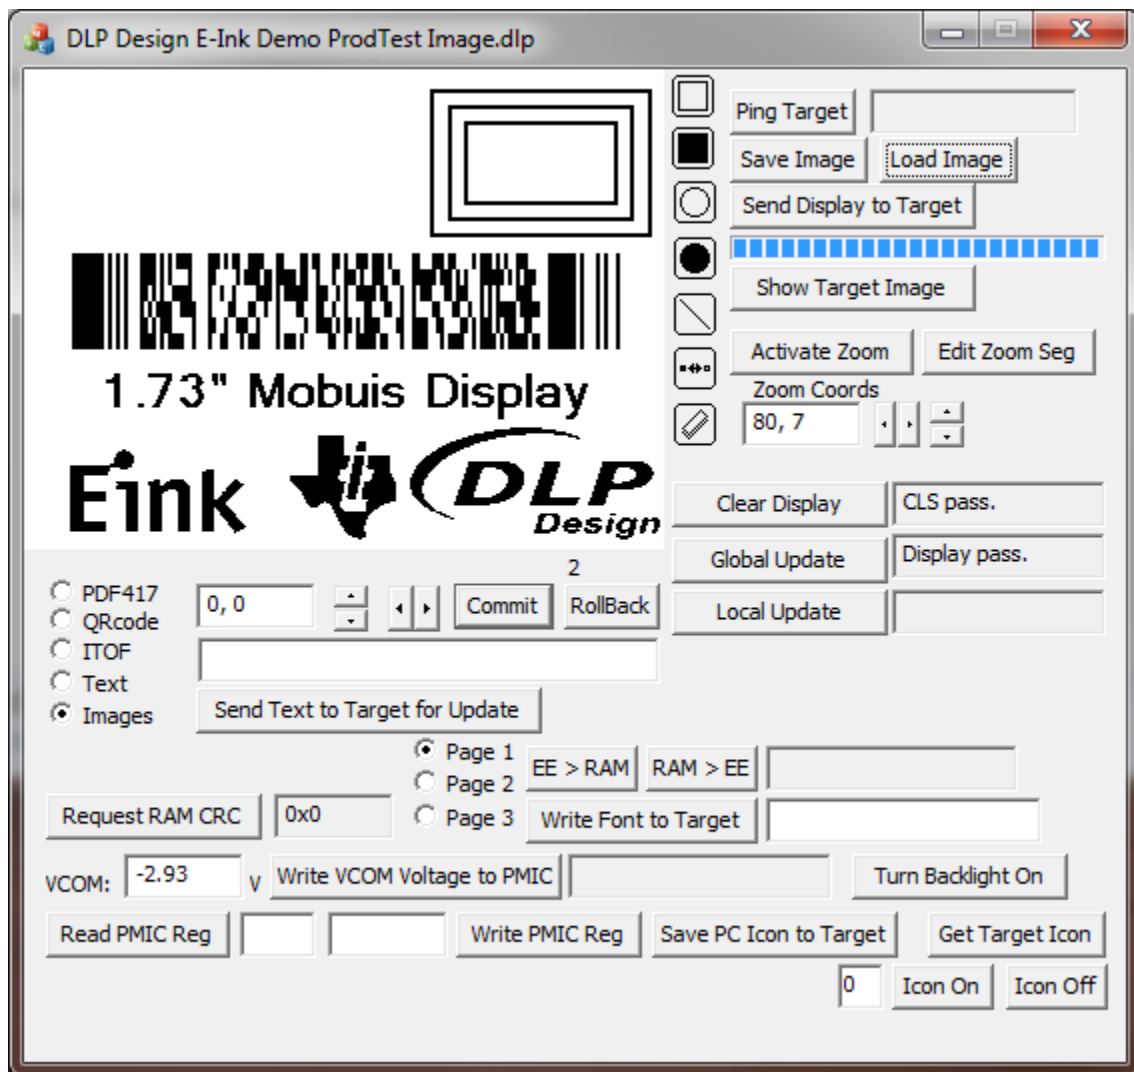 DLP Design E-Ink Demo ProdTest Image.dlp
Ping Target
Save Image Load Image
Send Display to Target
Show Target Image
Activate Zoom Edit Zoom Seg
Zoom Coords
80, 7
1.73" Mobuis Display
Eink DLP
Design
Clear Display CLS pass.
Global Update Display pass.
Local Update
2
PDF417 0, 0 Commit RollBack
QRcode
ITOF
Text
Images Send Text to Target for Update
Page 1 EE > RAM RAM > EE
Page 2
Page 3 Write Font to Target
Request RAM CRC 0x0
VCOM: -2.93 V Write VCOM Voltage to PMIC Turn Backlight On
Read PMIC Reg Write PMIC Reg Save PC Icon to Target Get Target Icon
0 Icon On Icon Off